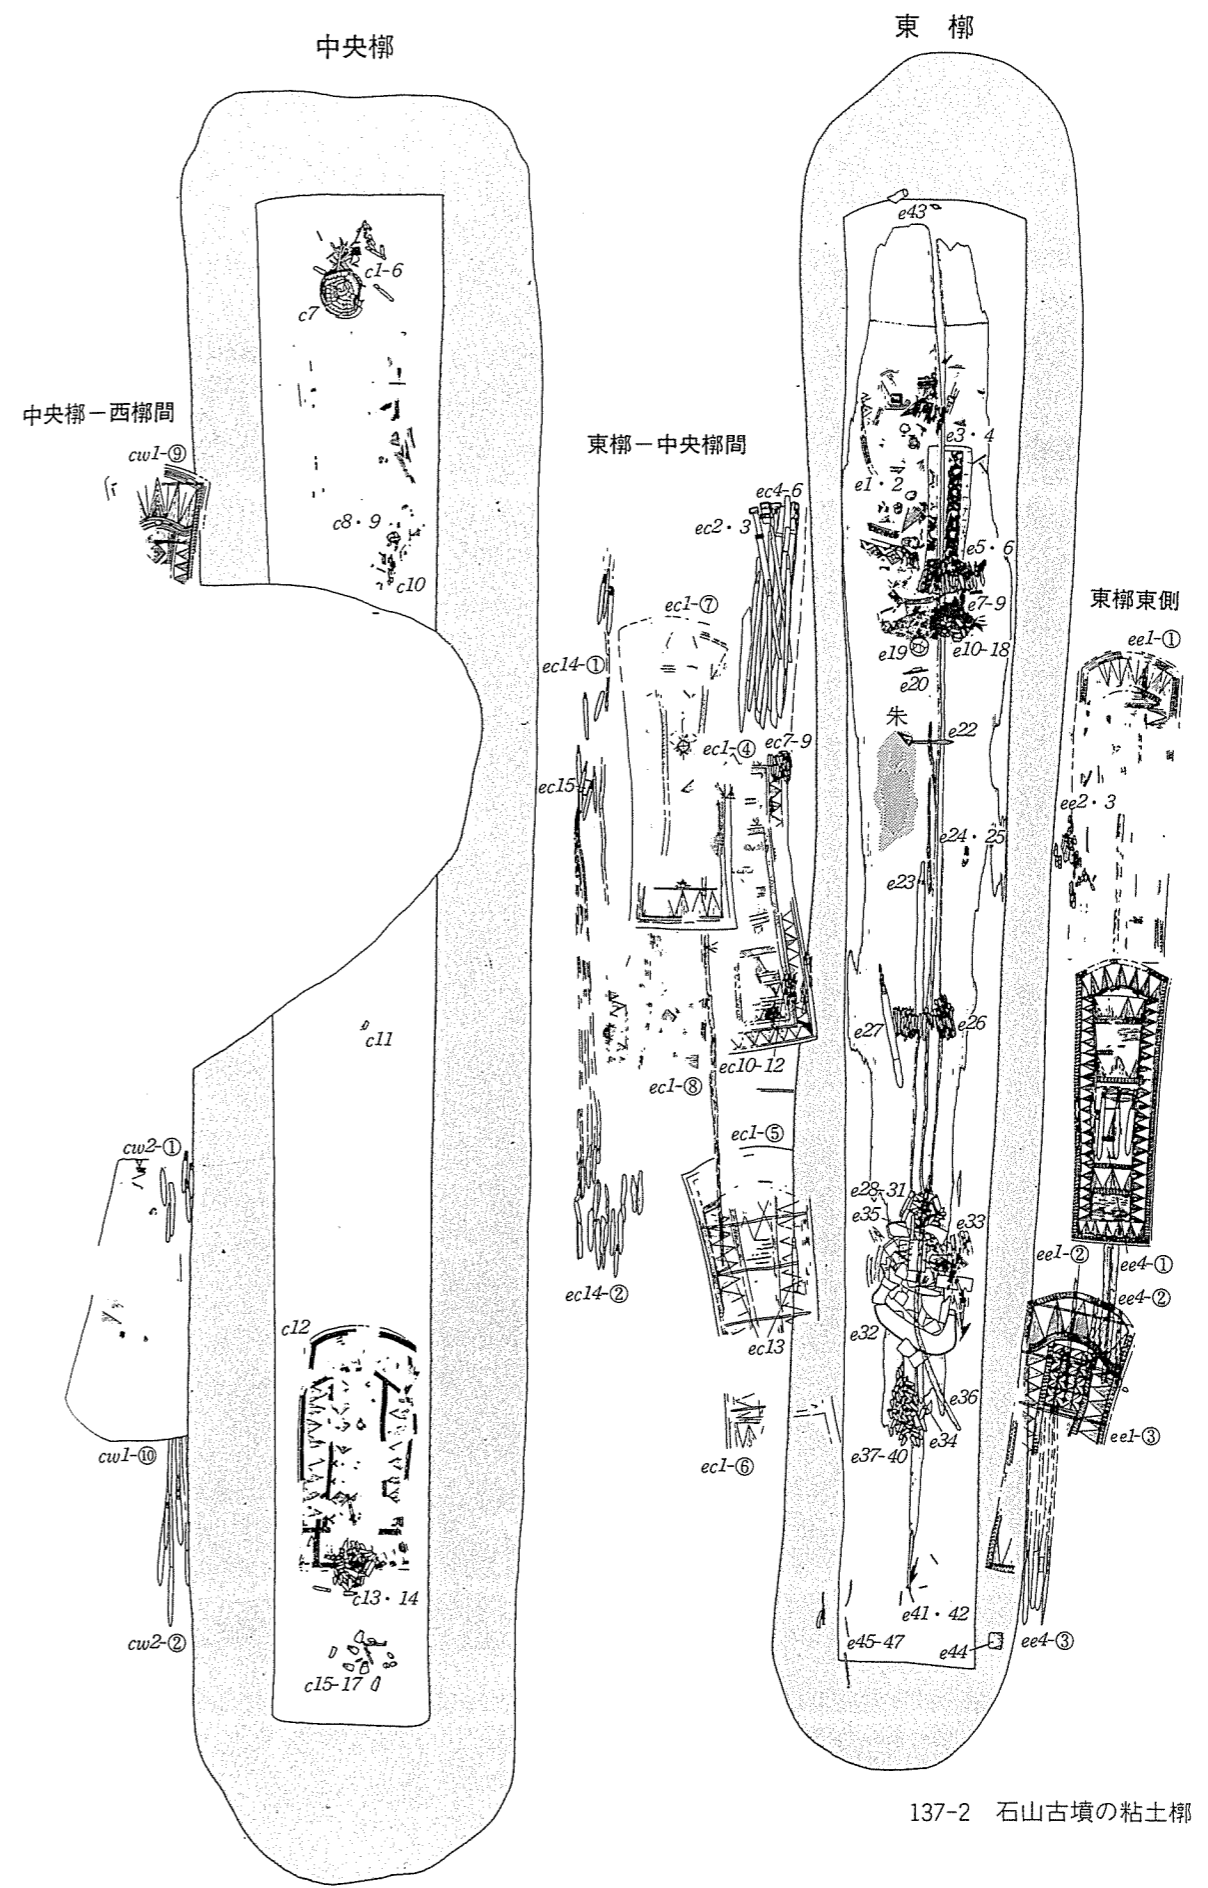 中央槨
東 槨
e43
c1-6
c7
中央槨－西槨間
cw1-⑨
東槨－中央槨間
e3・4
e1・2
ec4-6
ec2・3
c8・9
c10
e5・6
e7-9
東槨東側
ec1-⑦
ee1-①
e19
e10-18
ec14-①
e20
朱
e22
ec1-④
ec7-9
ec15
ee2・3
e24・25
e23
c11
e27
e26
ec10-12
ec1-⑧
ec1-⑤
cw2-①
e28-31
e35
e33
ee1-②
ee4-①
ec14-②
ee4-②
c12
e32
ec13
e36
e34
ee1-③
cw1-⑩
e37-40
ec1-⑥
c13・14
e41・42
cw2-②
e45-47
e44
ee4-③
c15-17
137-2 石山古墳の粘土槨